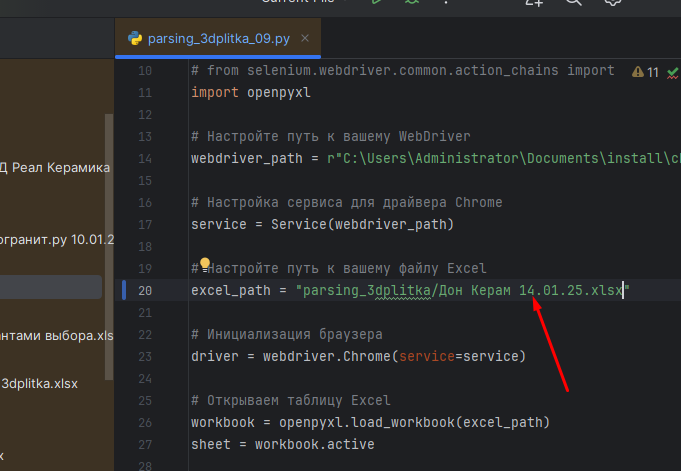 Current File
parsing_3dplitka_09.py
11
10 # from selenium.webdriver.common.action_chains import
11 import openpyxl
12
13 # Настройте путь к вашему WebDriver
14 webdriver_path = r"C:\Users\Administrator\Documents\install\c
15
16 # Настройка сервиса для драйвера Chrome
17 service = Service(webdriver_path)
18
19 # Настройте путь к вашему файлу Excel
20 excel_path = "parsing_3dplitka/Дон Керам 14.01.25.xlsx"
21
22 # Инициализация браузера
23 driver = webdriver.Chrome(service=service)
24
25 # Открываем таблицу Excel
26 workbook = openpyxl.load_workbook(excel_path)
27 sheet = workbook.active
28
Д Реал Керамика
огранит.py 10.01.2
нтами выбора.xls
3dplitka.xlsx
x